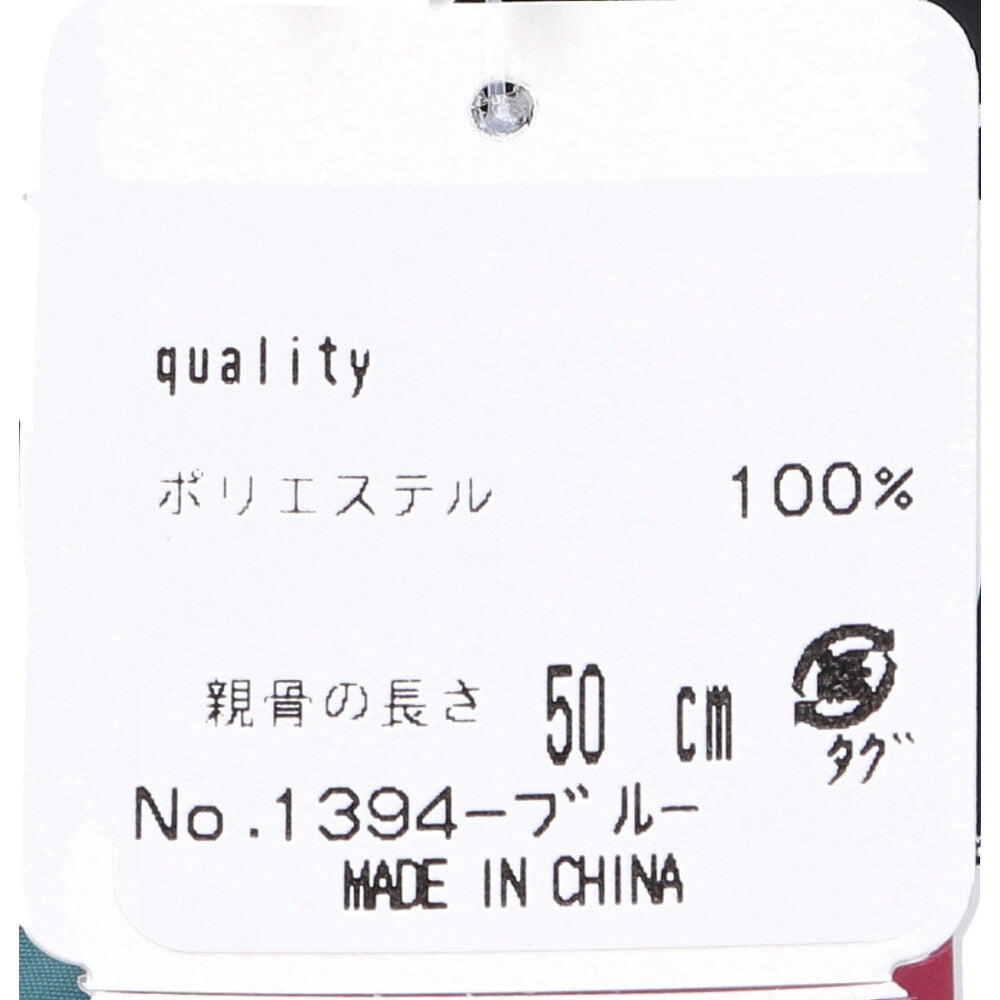 quality
ポリエステル 100%
親骨の長さ 50 cm
タグ
No.1394-ブルー
MADE IN CHINA